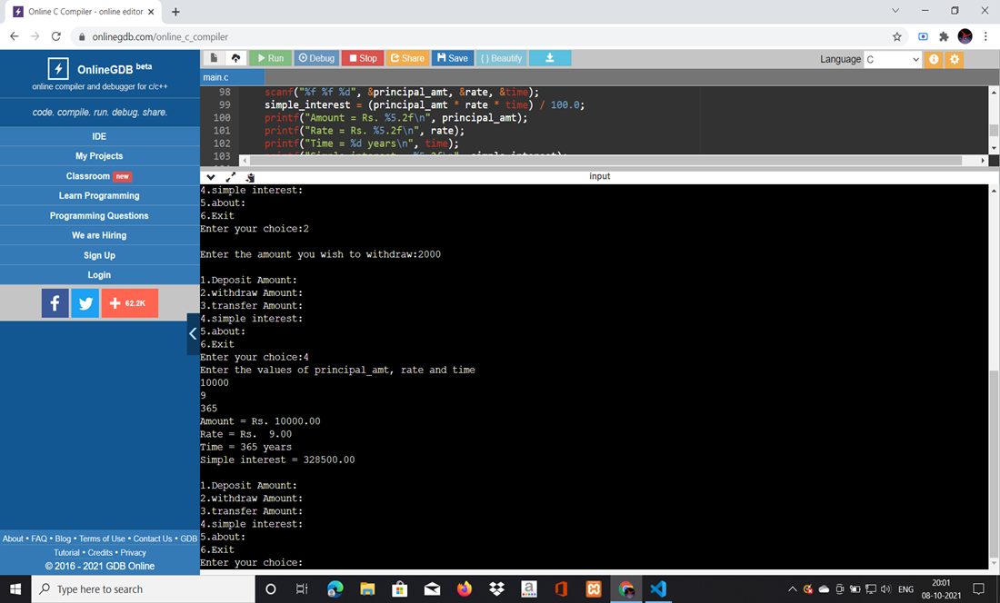 Online C Compiler - online editor
onlinegdb.com/online_c_compiler
OnlineGDB beta
online compiler and debugger for c/c++
code. compile. run. debug. share.
IDE
My Projects
Classroom new
Learn Programming
Programming Questions
We are Hiring
Sign Up
Login
f
+ 62.2K
About • FAQ • Blog • Terms of Use • Contact Us • GDB
Tutorial • Credits • Privacy
© 2016 - 2021 GDB Online
Run Debug Stop Share Save { } Beautify
Language C
main.c
98 scanf("%f %f %d", &principal_amt, &rate, &time);
99 simple_interest = (principal_amt * rate * time) / 100.0;
100 printf("Amount = Rs. %5.2f\n", principal_amt);
101 printf("Rate = Rs. %5.2f\n", rate);
102 printf("Time = %d years\n", time);
103
input
4.simple interest:
5.about:
6.Exit
Enter your choice:2
Enter the amount you wish to withdraw:2000
1.Deposit Amount:
2.withdraw Amount:
3.transfer Amount:
4.simple interest:
5.about:
6.Exit
Enter your choice:4
Enter the values of principal_amt, rate and time
10000
9
365
Amount = Rs. 10000.00
Rate = Rs.  9.00
Time = 365 years
Simple interest = 328500.00
1.Deposit Amount:
2.withdraw Amount:
3.transfer Amount:
4.simple interest:
5.about:
6.Exit
Enter your choice:
Type here to search
ENG
20:01
08-10-2021